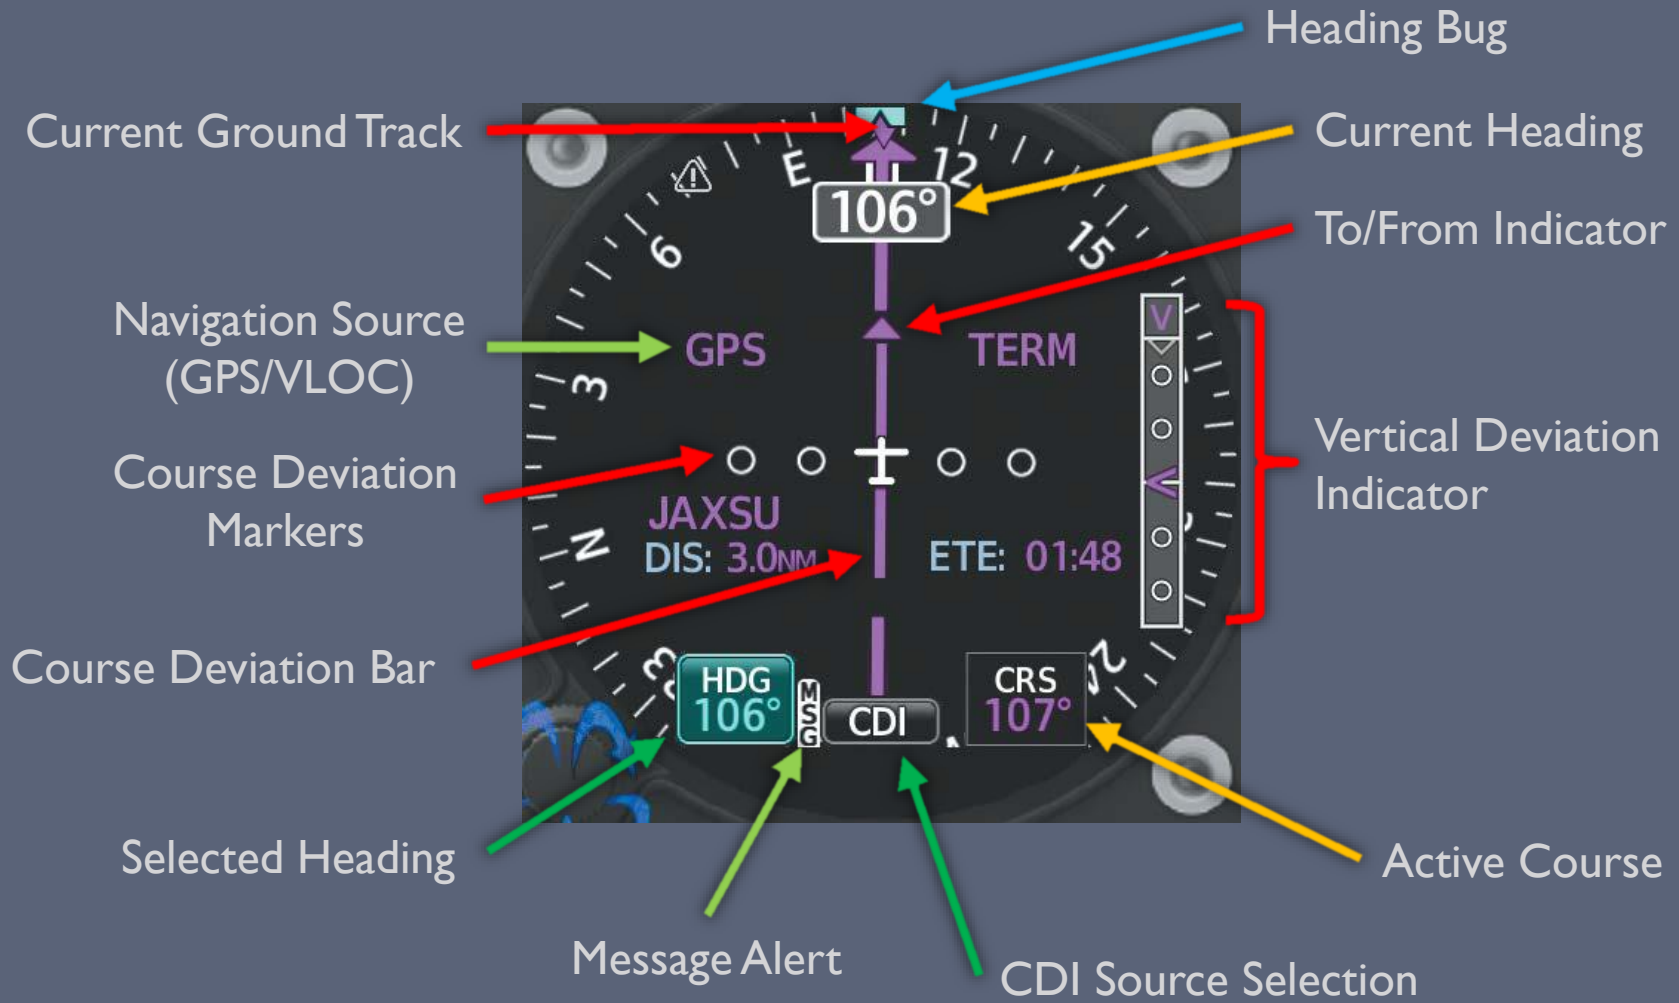 Heading Bug
Current Ground Track
Current Heading
E
12
106°
To/From Indicator
6
15
Navigation Source
(GPS/VLOC)
GPS
TERM
V
3
Vertical Deviation
Indicator
Course Deviation
Markers
JAXSU
N
DIS: 3.0NM
ETE: 01:48
Course Deviation Bar
33
HDG
106°
MSG
CDI
CRS
107°
24
Selected Heading
Active Course
Message Alert
CDI Source Selection